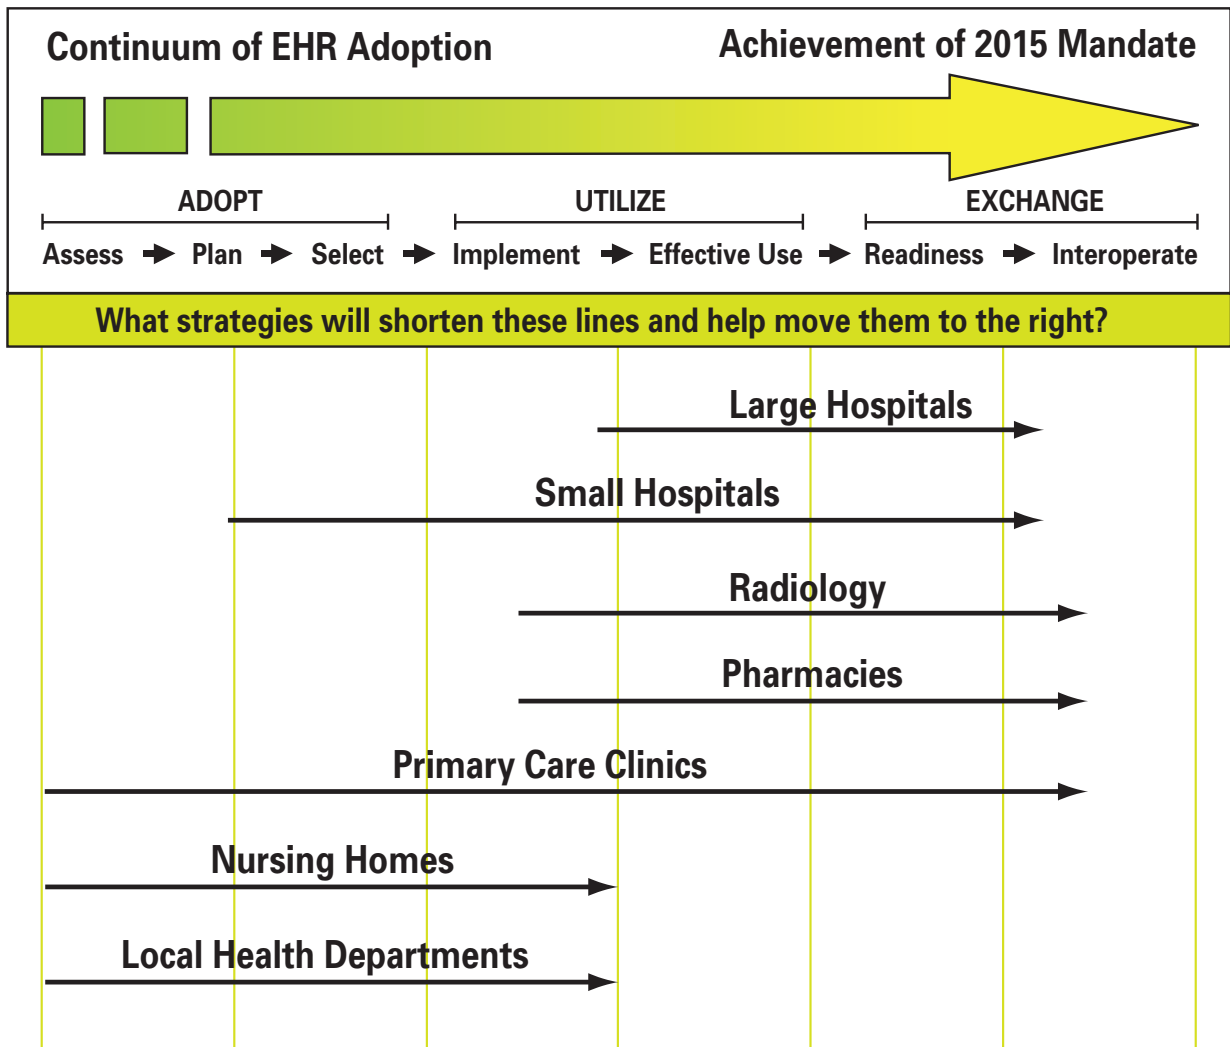 Continuum of EHR Adoption
Achievement of 2015 Mandate
ADOPT
UTILIZE
EXCHANGE
Assess
Plan
Select
Implement
Effective Use
Readiness
Interoperate
What strategies will shorten these lines and help move them to the right?
Large Hospitals
Small Hospitals
Radiology
Pharmacies
Primary Care Clinics
Nursing Homes
Local Health Departments